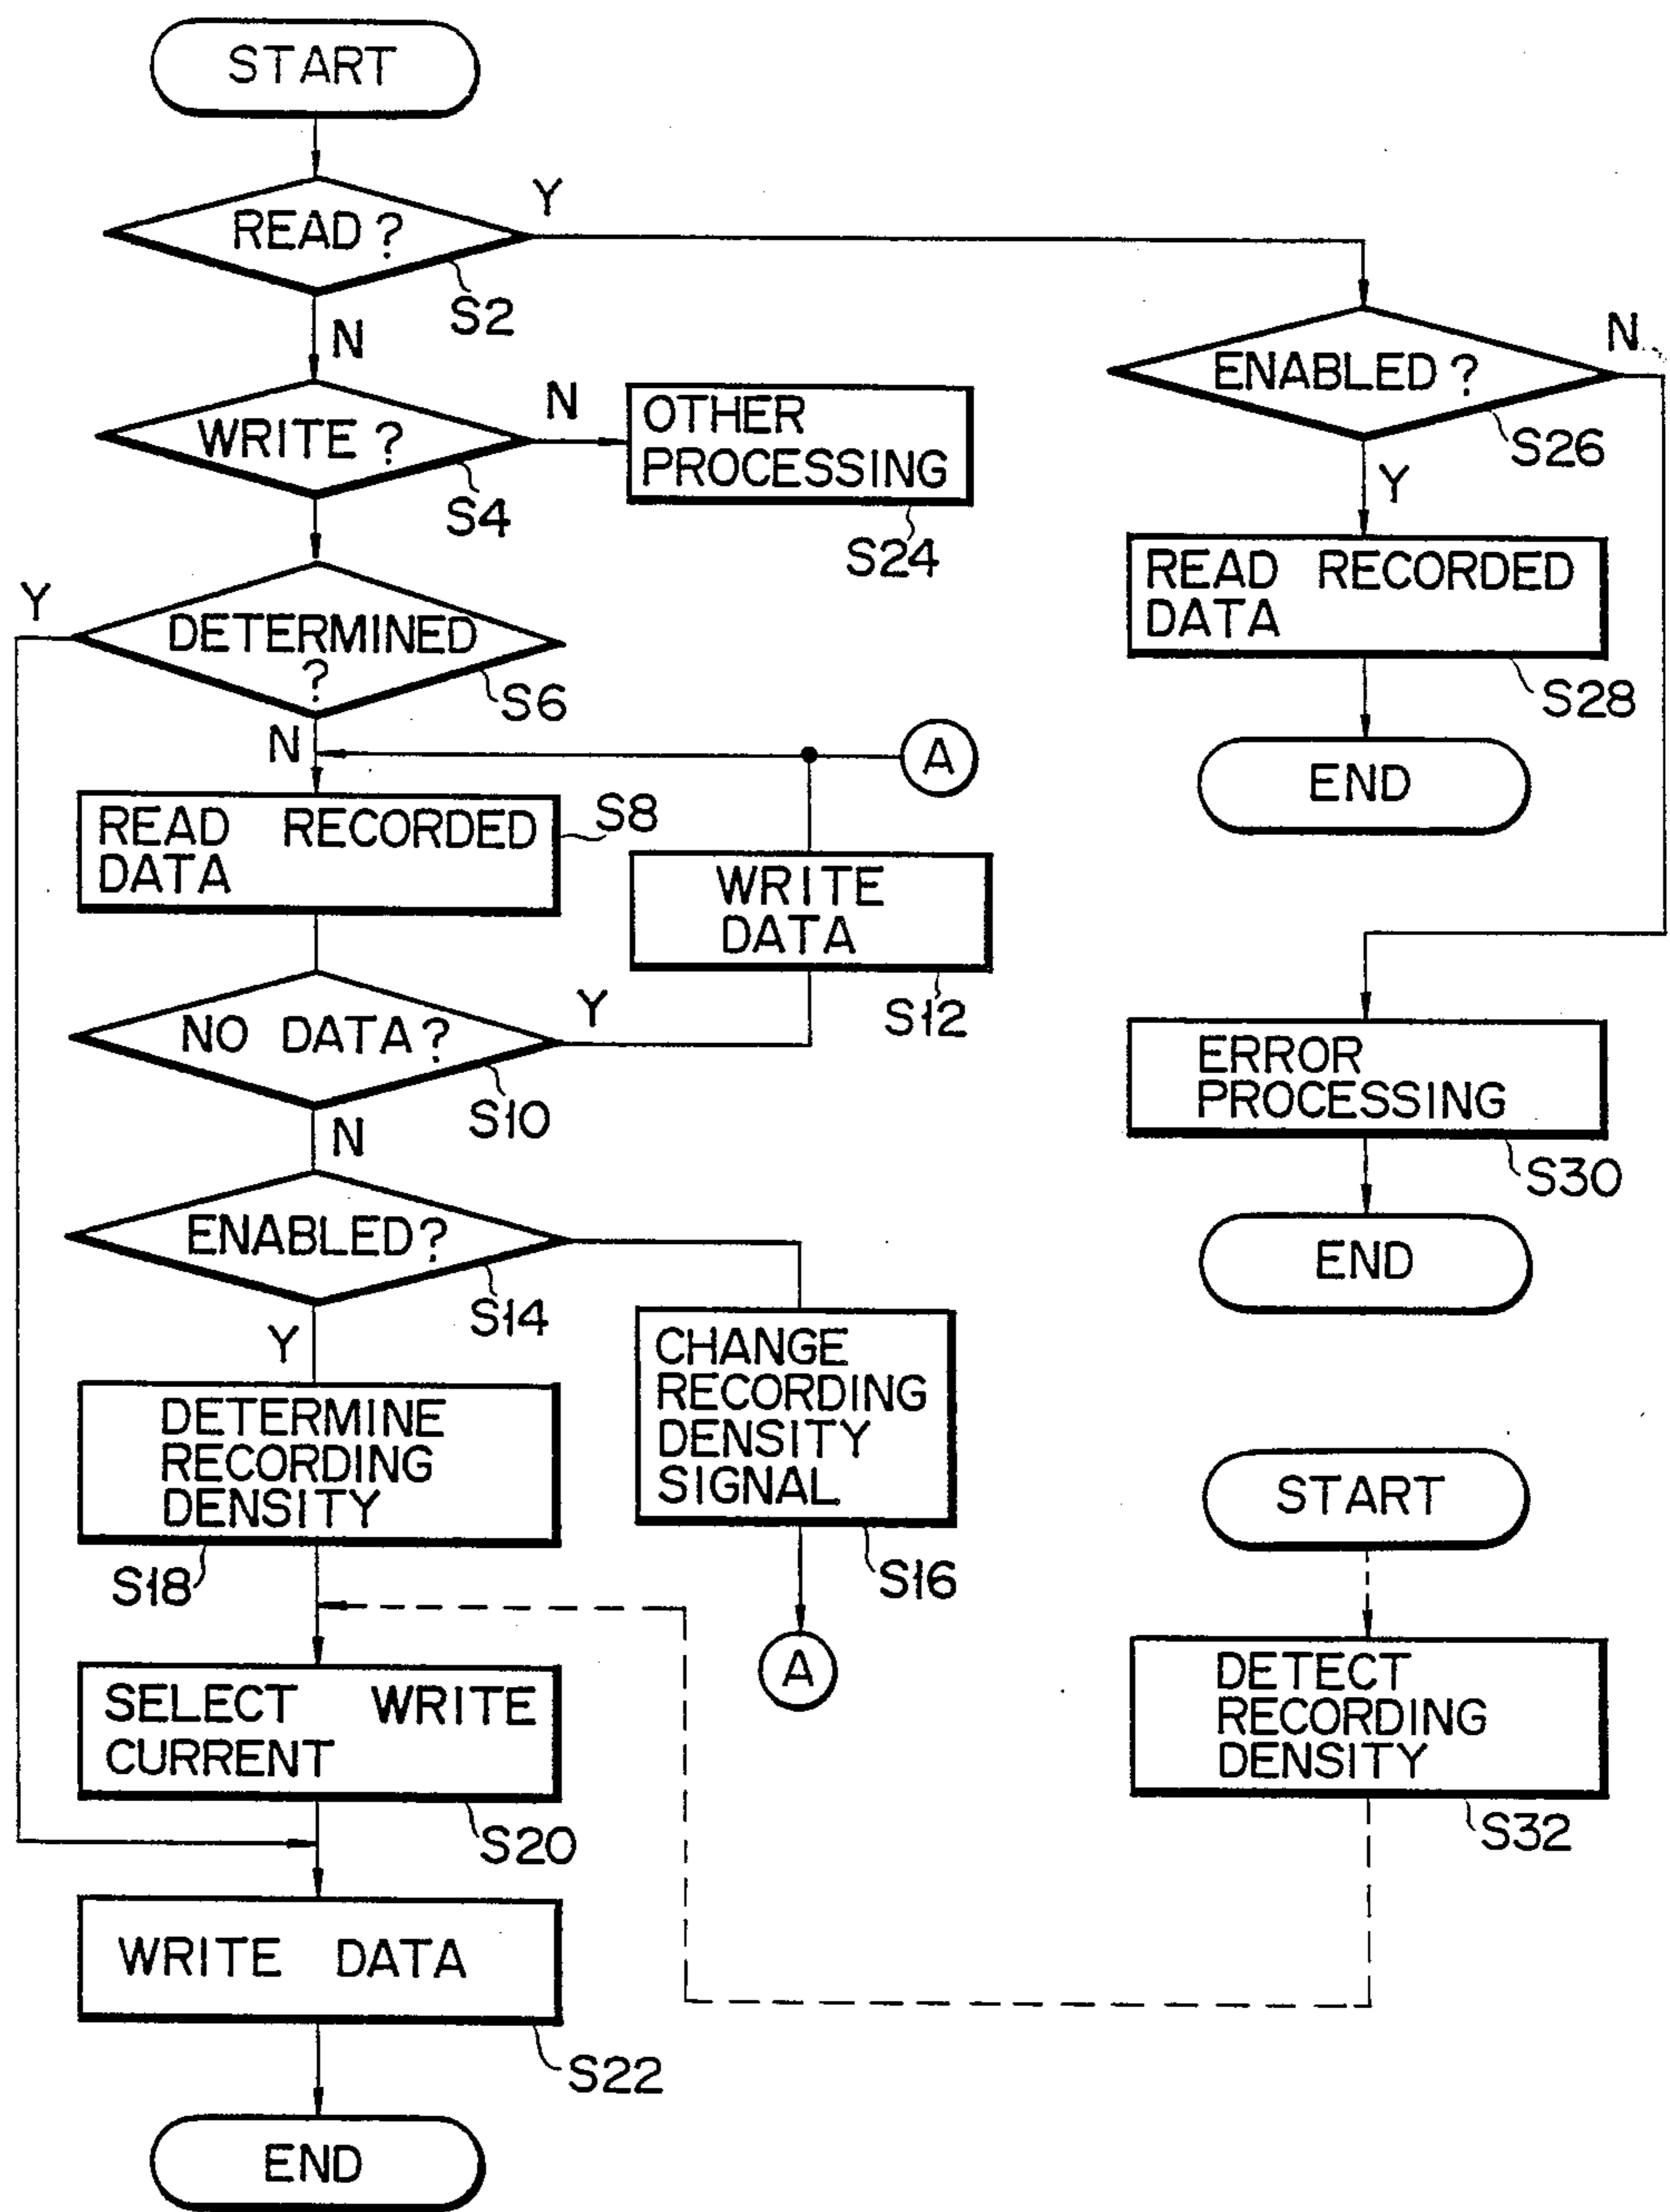 START
READ ?
Y
S2
N
WRITE ?
N
S4
OTHER
PROCESSING
S24
Y
DETERMINED
?
S6
N
A
READ RECORDED
DATA
S8
WRITE
DATA
S12
NO DATA?
Y
S10
N
ENABLED?
S14
Y
CHANGE
RECORDING
DENSITY
SIGNAL
S16
A
DETERMINE
RECORDING
DENSITY
S18
SELECT WRITE
CURRENT
S20
WRITE DATA
S22
END
ENABLED ?
N
S26
Y
READ RECORDED
DATA
S28
END
ERROR
PROCESSING
S30
END
START
DETECT
RECORDING
DENSITY
S32